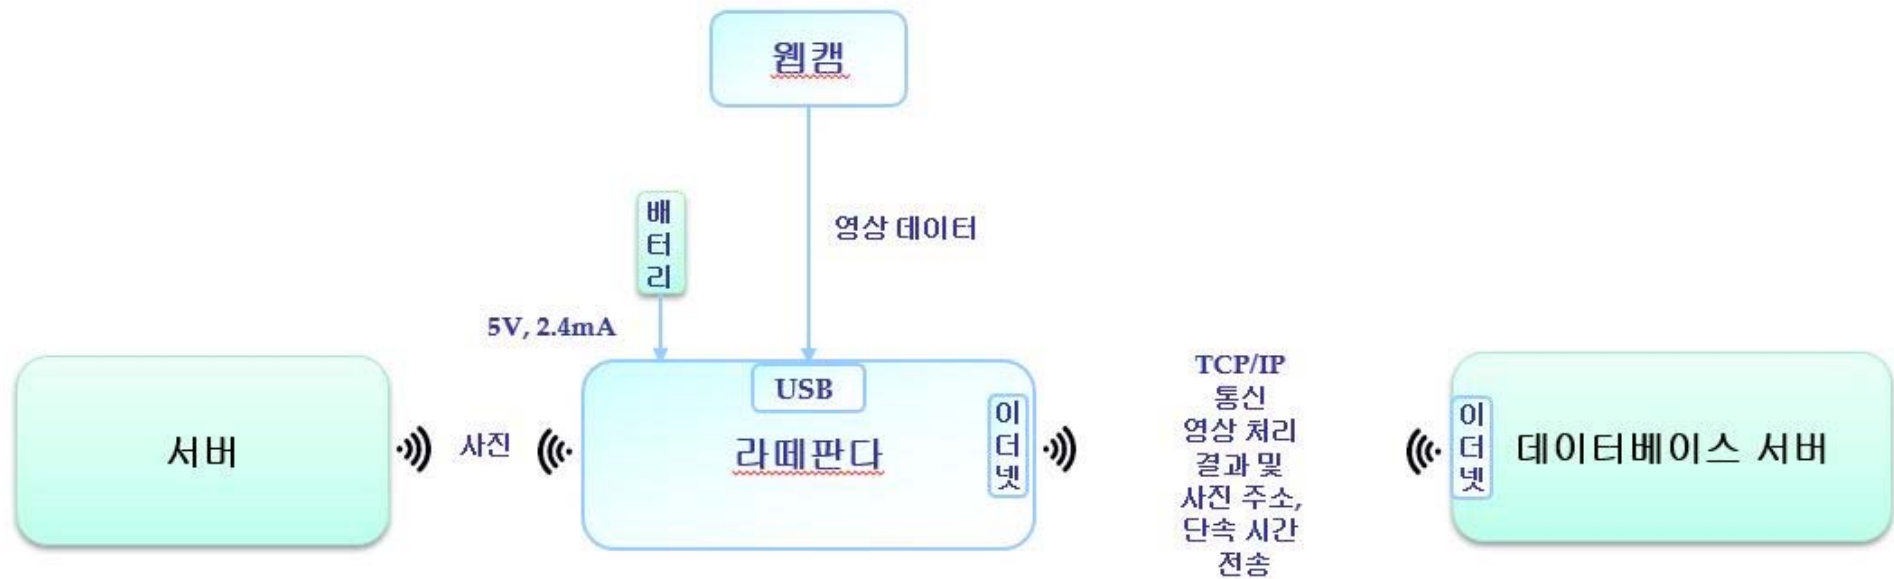 웹캠
배터리
영상 데이터
5V, 2.4mA
서버
사진
USB
라떼판다
이더넷
TCP/IP
통신
영상 처리
결과 및
사진 주소,
단속 시간
전송
이더넷
데이터베이스 서버